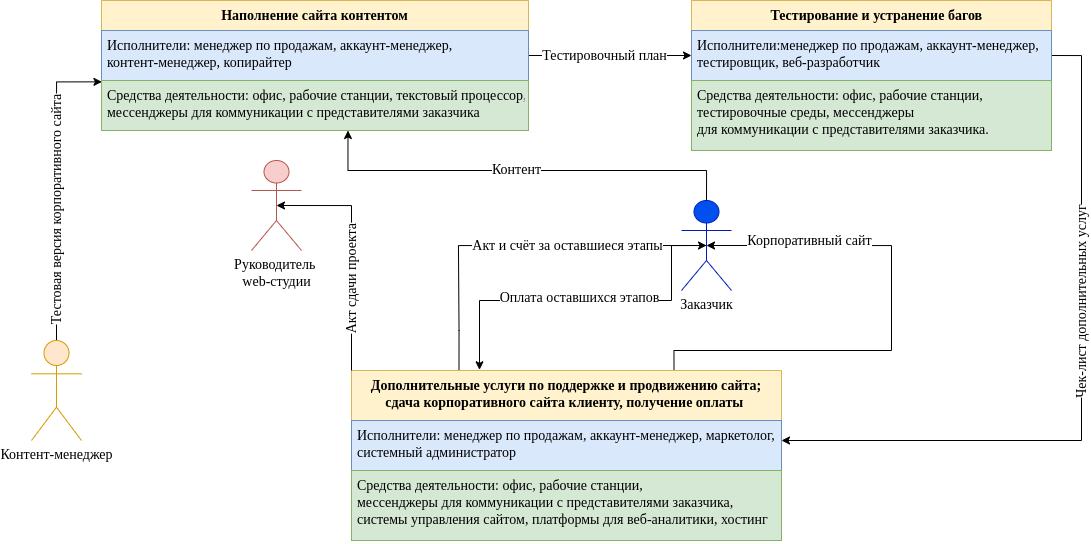 Наполнение сайта контентом
Исполнители: менеджер по продажам, аккаунт-менеджер,
контент-менеджер, копирайтер
Средства деятельности: офис, рабочие станции, текстовый процессор,
мессенджеры для коммуникации с представителями заказчика
Тестировочный план
Тестирование и устранение багов
Исполнители:менеджер по продажам, аккаунт-менеджер,
тестировщик, веб-разработчик
Средства деятельности: офис, рабочие станции,
тестировочные среды, мессенджеры
для коммуникации с представителями заказчика.
Тестовая версия корпоративного сайта
Контент
Руководитель
web-студии
Акт сдачи проекта
Акт и счёт за оставшиеся этапы
Корпоративный сайт
Оплата оставшихся этапов
Заказчик
Чек-лист дополнительных услуг
Контент-менеджер
Дополнительные услуги по поддержке и продвижению сайта;
сдача корпоративного сайта клиенту, получение оплаты
Исполнители: менеджер по продажам, аккаунт-менеджер, маркетолог,
системный администратор
Средства деятельности: офис, рабочие станции,
мессенджеры для коммуникации с представителями заказчика,
системы управления сайтом, платформы для веб-аналитики, хостинг